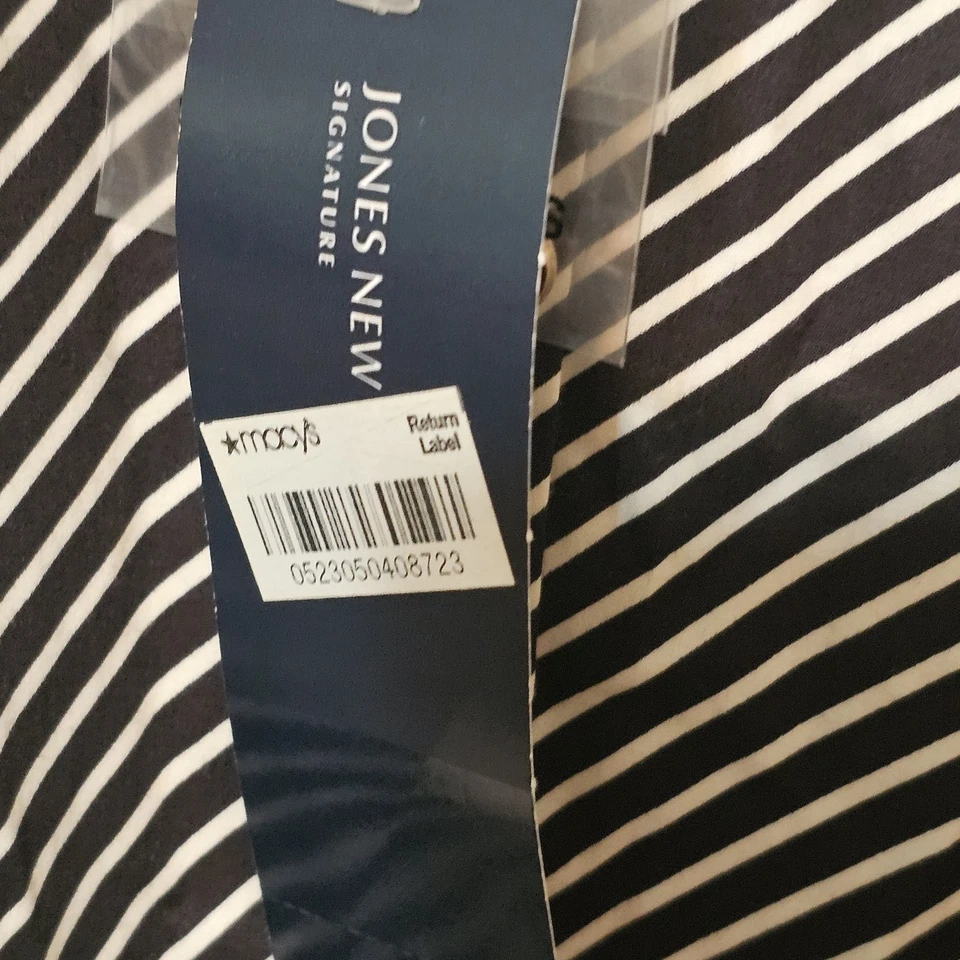 JONES NEW
SIGNATURE
macy's
Return
Label
0523050408723